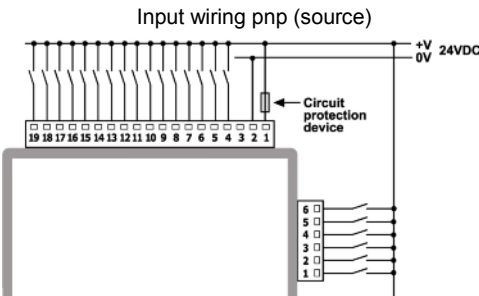 Input wiring pnp (source)
+V
0V
24VDC
Circuit
protection
device
19 18 17 16 15 14 13 12 11 10 9 8 7 6 5 4 3 2 1
6
5
4
3
2
1